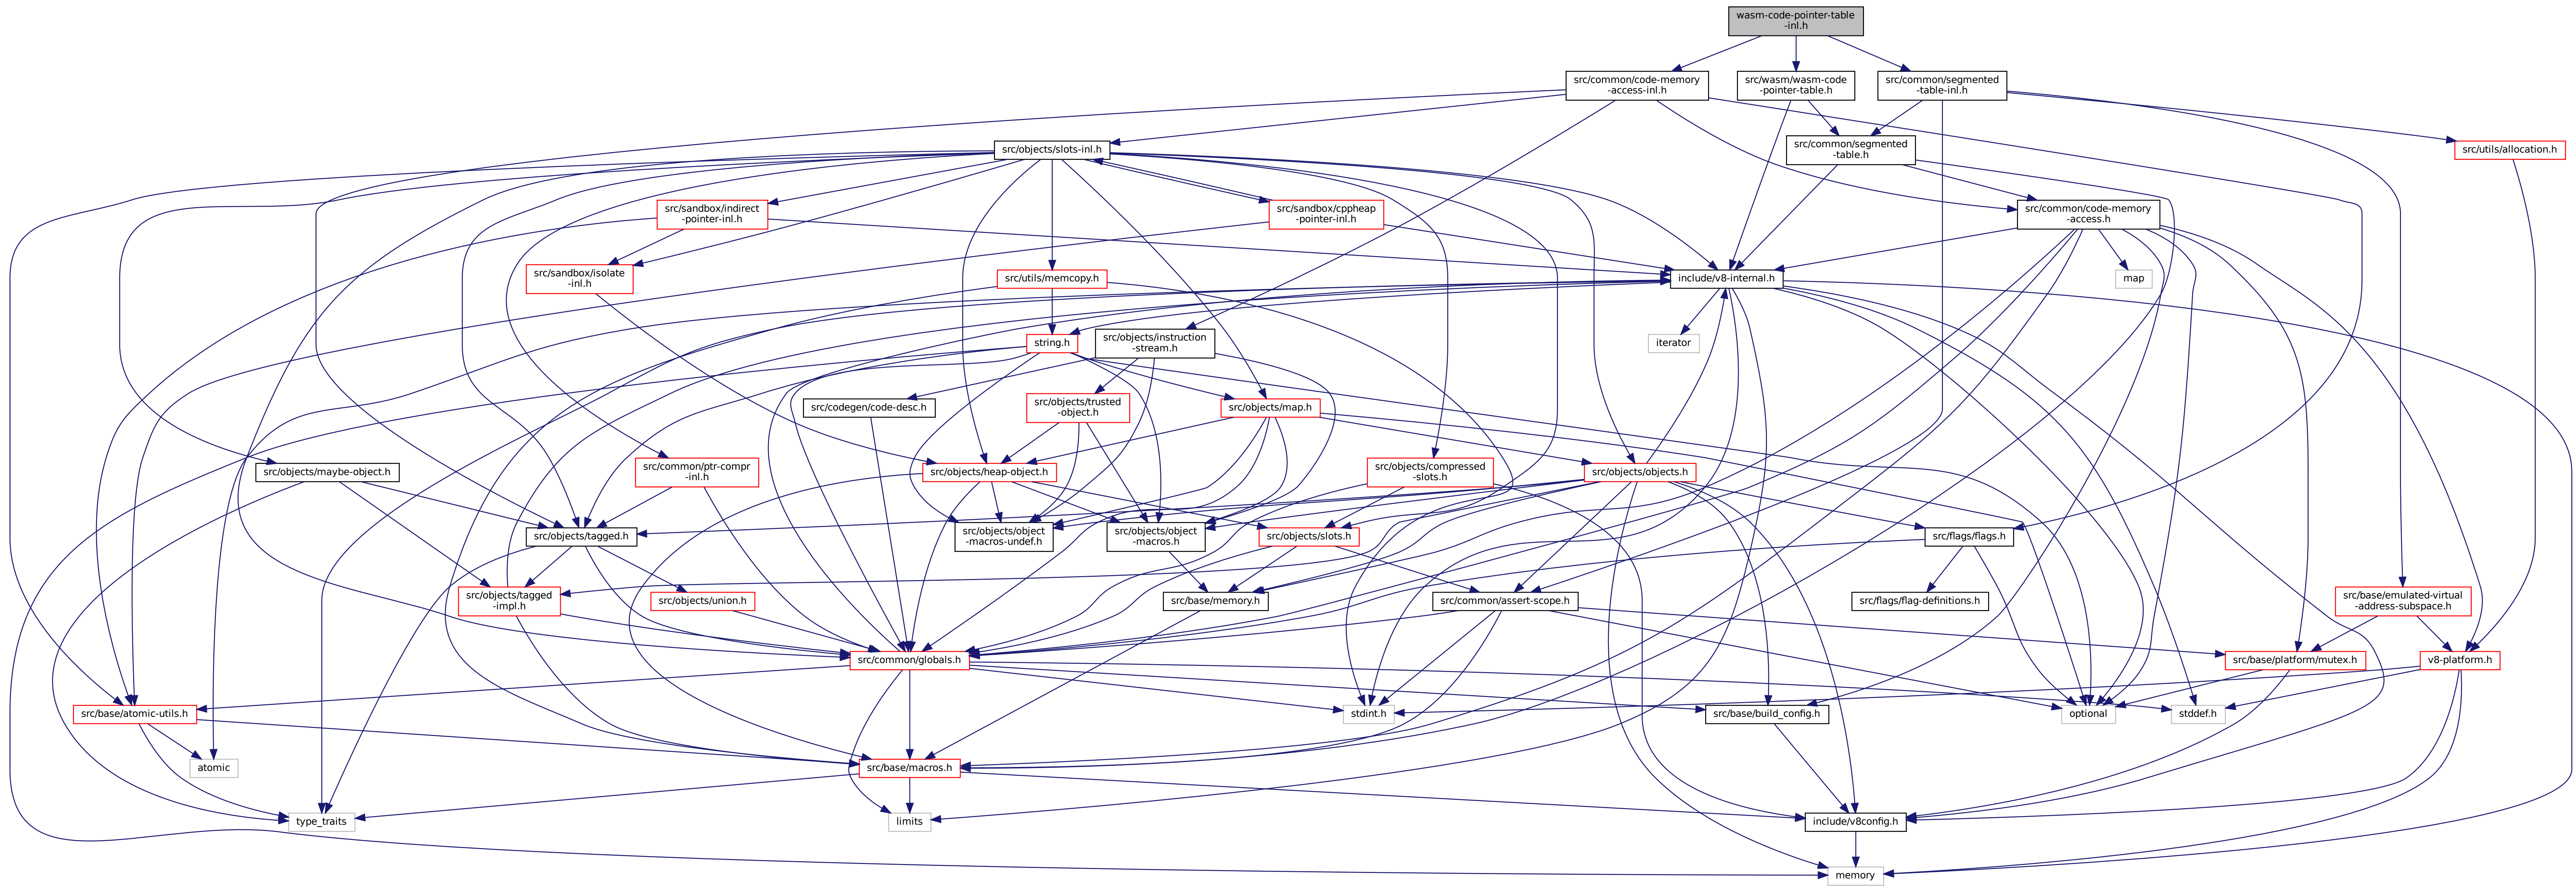 wasm-code-pointer-table
-inl.h
src/common/code-memory
-access-inl.h
src/wasm/wasm-code
-pointer-table.h
src/common/segmented
-table-inl.h
src/objects/slots-inl.h
src/common/segmented
-table.h
src/utils/allocation.h
src/sandbox/indirect
-pointer-inl.h
src/sandbox/cppheap
-pointer-inl.h
src/common/code-memory
-access.h
src/sandbox/isolate
-inl.h
src/utils/memcopy.h
include/v8-internal.h
map
string.h
src/objects/instruction
-stream.h
iterator
src/codegen/code-desc.h
src/objects/trusted
-object.h
src/objects/map.h
src/objects/maybe-object.h
src/common/ptr-compr
-inl.h
src/objects/heap-object.h
src/objects/compressed
-slots.h
src/objects/objects.h
src/objects/tagged.h
src/objects/object
-macros-undef.h
src/objects/object
-macros.h
src/objects/slots.h
src/flags/flags.h
src/objects/tagged
-impl.h
src/objects/union.h
src/base/memory.h
src/common/assert-scope.h
src/flags/flag-definitions.h
src/base/emulated-virtual
-address-subspace.h
src/common/globals.h
src/base/platform/mutex.h
v8-platform.h
src/base/atomic-utils.h
stdint.h
src/base/build_config.h
optional
stddef.h
atomic
src/base/macros.h
type_traits
limits
include/v8config.h
memory